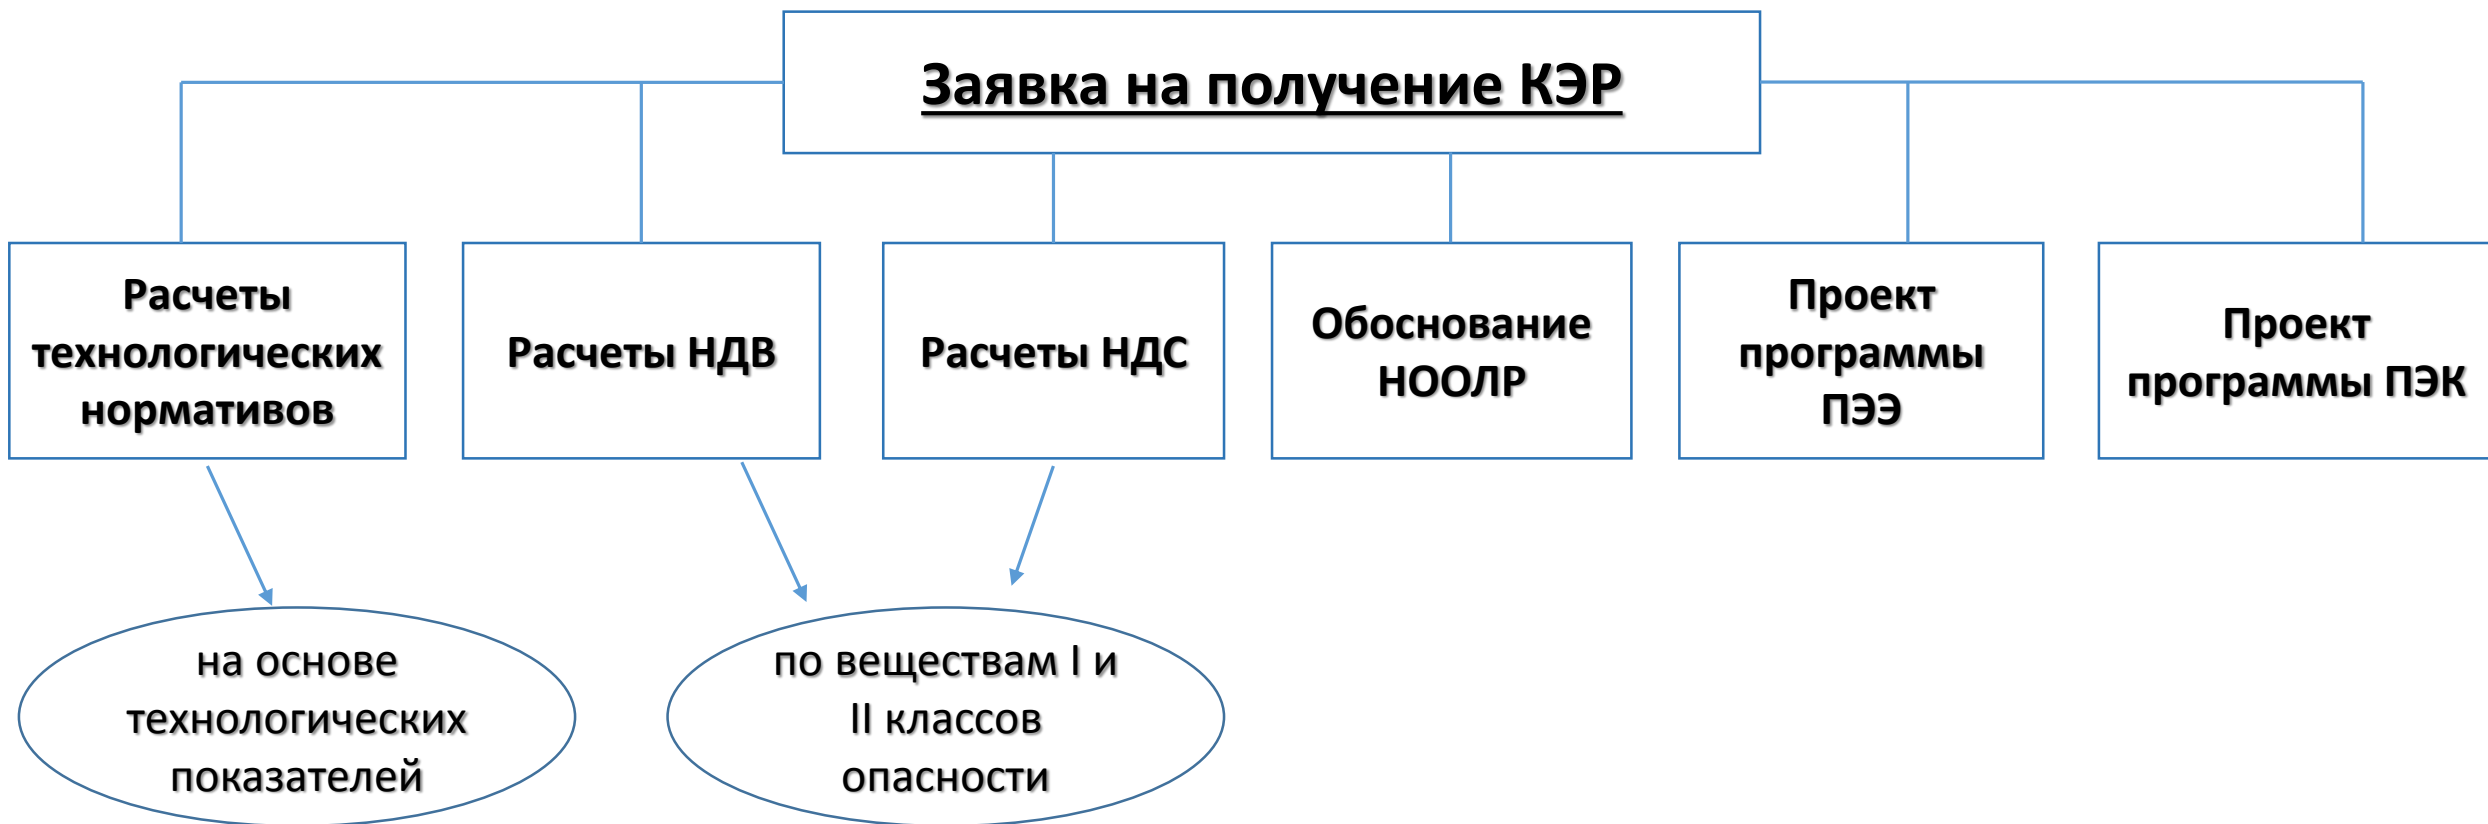 Заявка на получение КЭР
Расчеты
технологических
нормативов
Расчеты НДВ
Расчеты НДС
Обоснование
НООЛР
Проект
программы
ПЭЭ
Проект
программы ПЭК
на основе
технологических
показателей
по веществам I и
II классов
опасности